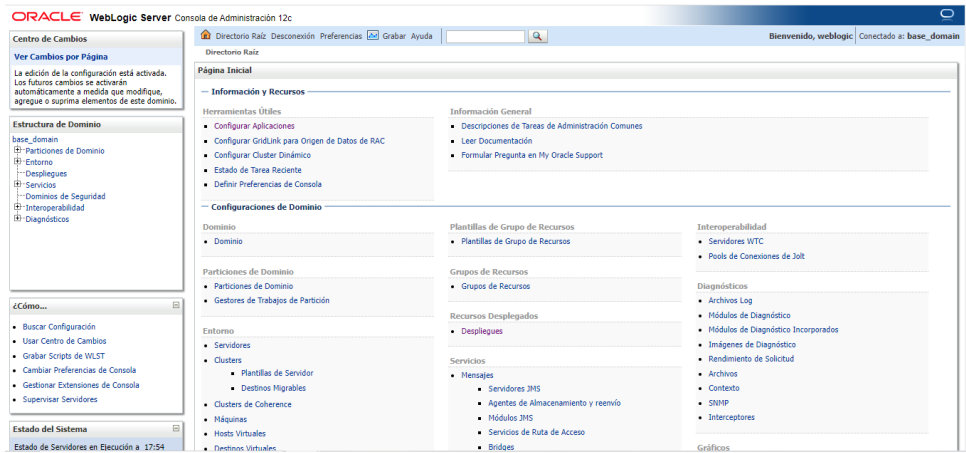 ORACLE WebLogic Server Consola de Administración 12c
Centro de Cambios
Ver Cambios por Página
La edición de la configuración está activada.
Los futuros cambios se activarán
automáticamente a medida que modifique,
agregue o suprima elementos de este dominio.
Estructura de Dominio
base_domain
Particiones de Dominio
Entorno
Despliegues
Servicios
Dominios de Seguridad
Interoperabilidad
Diagnósticos
¿Cómo...
Buscar Configuración
Usar Centro de Cambios
Grabar Scripts de WLST
Cambiar Preferencias de Consola
Gestionar Extensiones de Consola
Supervisar Servidores
Estado del Sistema
Estado de Servidores en Ejecución a 17:54
Directorio Raíz Desconexión Preferencias Grabar Ayuda
Bienvenido, weblogic Conectado a: base_domain
Directorio Raíz
Página Inicial
Información y Recursos
Herramientas Útiles
Configurar Aplicaciones
Configurar GridLink para Origen de Datos de RAC
Configurar Cluster Dinámico
Estado de Tarea Reciente
Definir Preferencias de Consola
Información General
Descripciones de Tareas de Administración Comunes
Leer Documentación
Formular Pregunta en My Oracle Support
Configuraciones de Dominio
Dominio
Dominio
Particiones de Dominio
Particiones de Dominio
Gestores de Trabajos de Partición
Entorno
Servidores
Clusters
Plantillas de Servidor
Destinos Migrables
Clusters de Coherence
Máquinas
Hosts Virtuales
Destinos Virtuales
Plantillas de Grupo de Recursos
Plantillas de Grupo de Recursos
Grupos de Recursos
Grupos de Recursos
Recursos Desplegados
Despliegues
Servicios
Mensajes
Servidores JMS
Agentes de Almacenamiento y reenvío
Módulos JMS
Servicios de Ruta de Acceso
Bridges
Interoperabilidad
Servidores WTC
Pools de Conexiones de Jolt
Diagnósticos
Archivos Log
Módulos de Diagnóstico
Módulos de Diagnóstico Incorporados
Imágenes de Diagnóstico
Rendimiento de Solicitud
Archivos
Contexto
SNMP
Interceptores
Gráficos